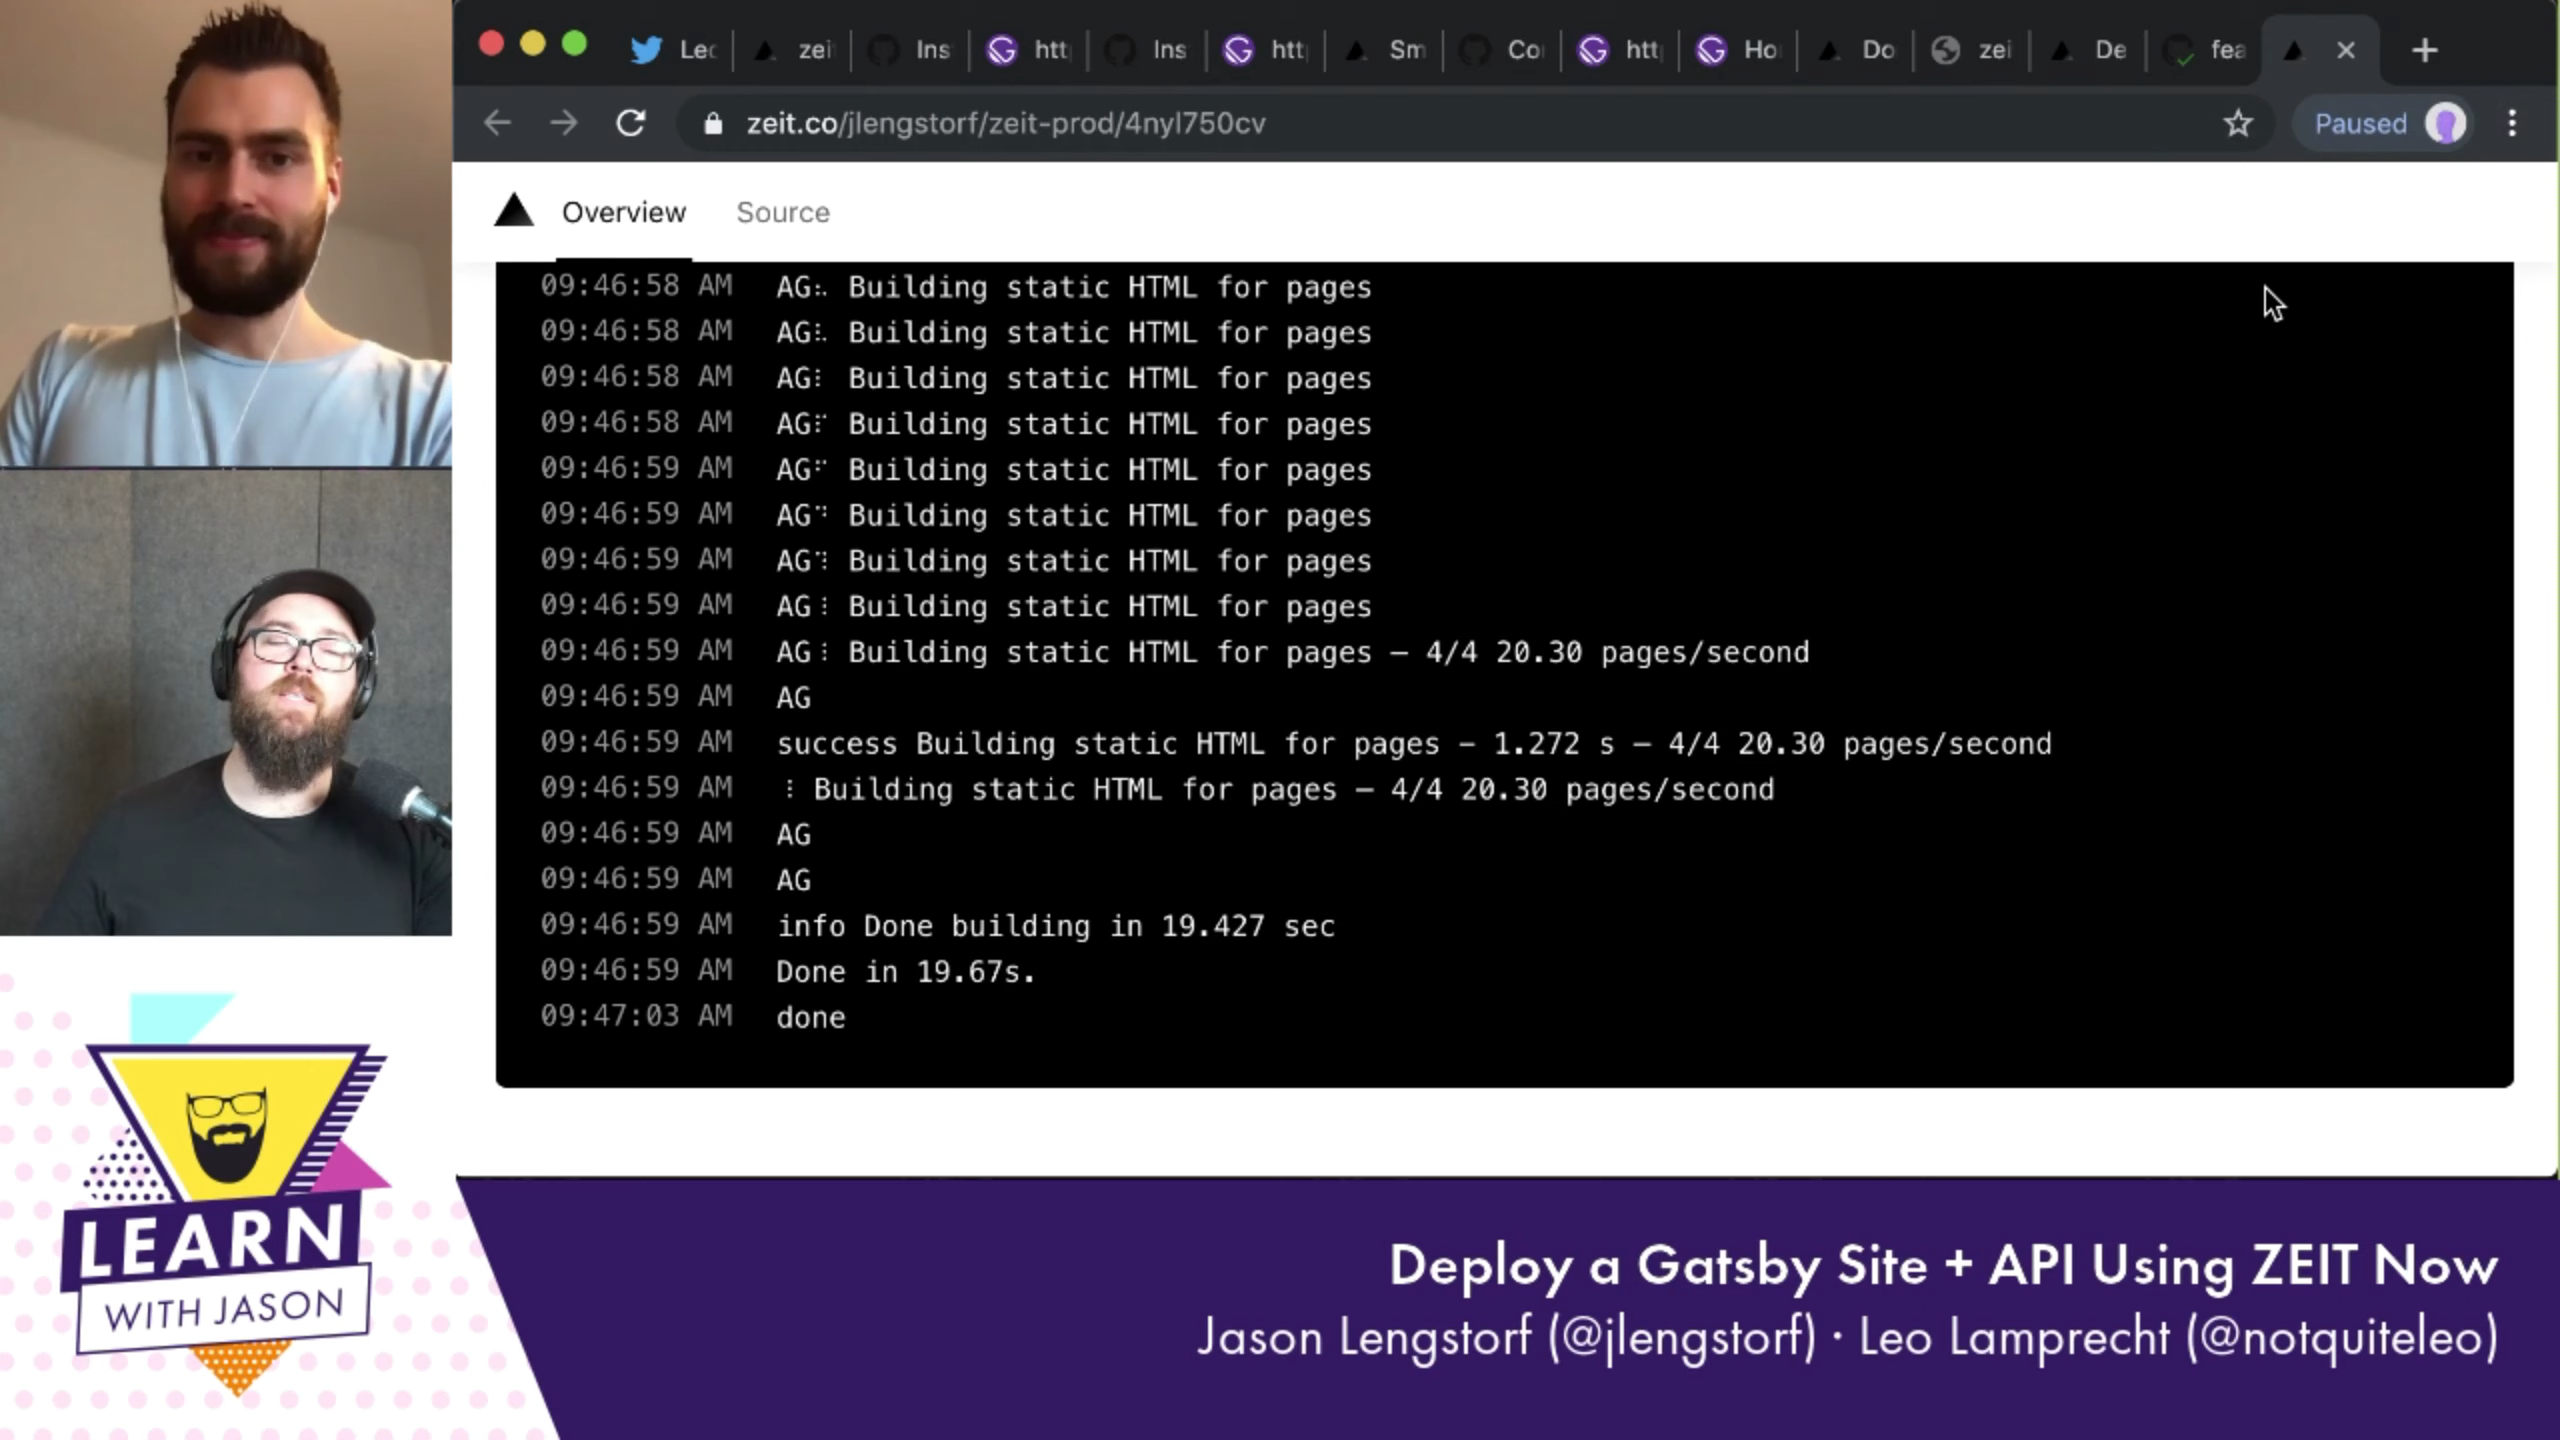 Lec
zei
Ins
htt
Ins
htt
Sm
Co
htt
Ho
Do
zei
De
fea
zeit.co/jlengstorf/zeit-prod/4nyl750cv
Paused
Overview
Source
09:46:58 AM AG⠦ Building static HTML for pages
09:46:58 AM AG⠧ Building static HTML for pages
09:46:58 AM AG⠇ Building static HTML for pages
09:46:58 AM AG⠏ Building static HTML for pages
09:46:59 AM AG⠋ Building static HTML for pages
09:46:59 AM AG⠙ Building static HTML for pages
09:46:59 AM AG⠹ Building static HTML for pages
09:46:59 AM AG⠸ Building static HTML for pages
09:46:59 AM AG⠸ Building static HTML for pages — 4/4 20.30 pages/second
09:46:59 AM AG
09:46:59 AM success Building static HTML for pages — 1.272 s — 4/4 20.30 pages/second
09:46:59 AM ⠸ Building static HTML for pages — 4/4 20.30 pages/second
09:46:59 AM AG
09:46:59 AM AG
09:46:59 AM info Done building in 19.427 sec
09:46:59 AM Done in 19.67s.
09:47:03 AM done
LEARN
WITH JASON
Deploy a Gatsby Site + API Using ZEIT Now
Jason Lengstorf (@jlengstorf) · Leo Lamprecht (@notquiteleo)